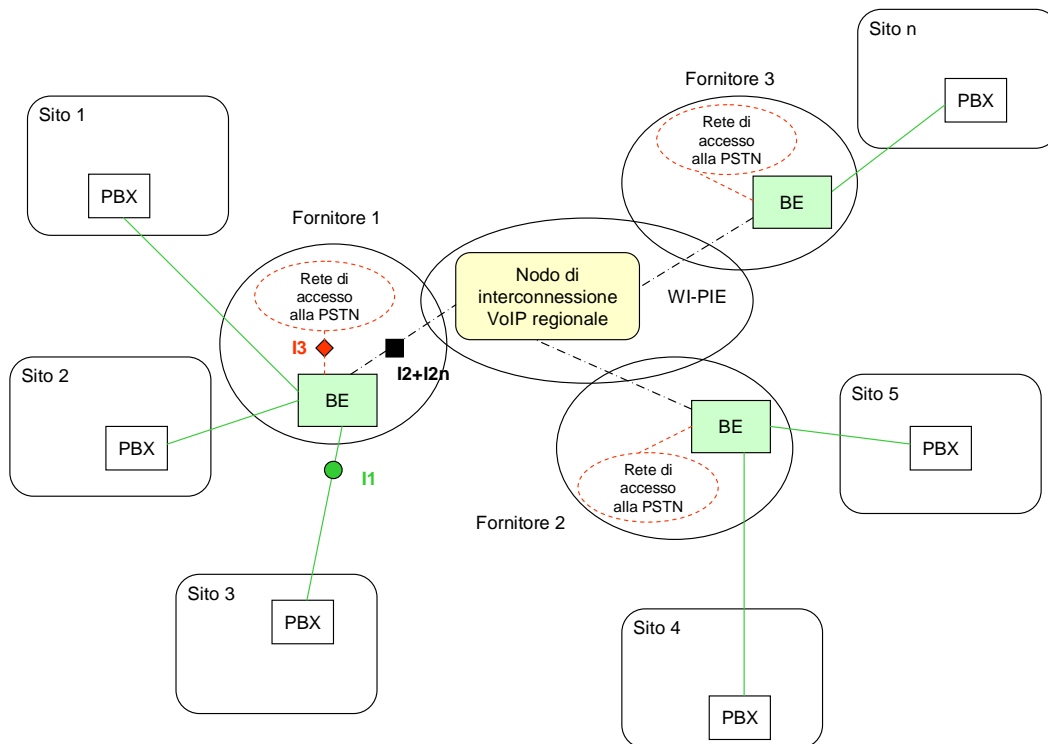 Sito n
PBX
Fornitore 3
Rete di
accesso
alla PSTN
BE
Sito 1
PBX
Fornitore 1
Rete di
accesso
alla PSTN
I3
I2+I2n
BE
Nodo di
interconnessione
VoIP regionale
WI-PIE
Sito 2
PBX
I1
BE
Rete di
accesso
alla PSTN
Fornitore 2
Sito 5
PBX
Sito 3
PBX
Sito 4
PBX